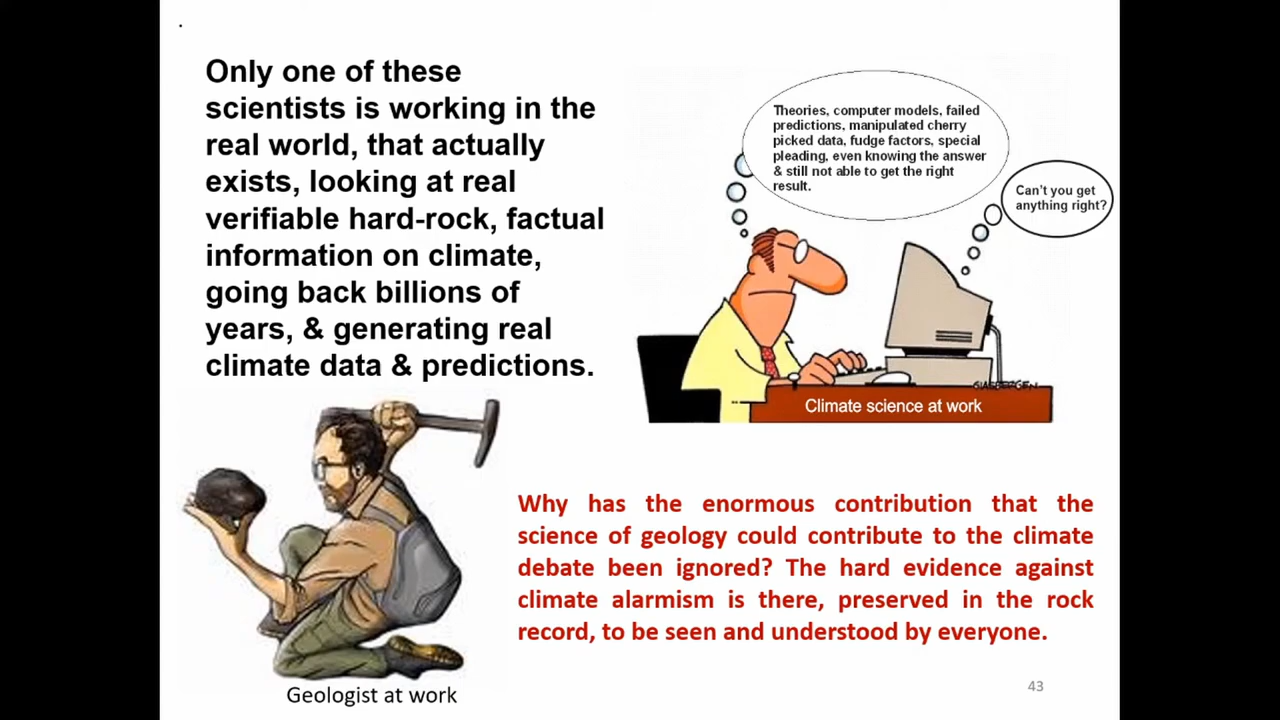 Only one of these
scientists is working in the
real world, that actually
exists, looking at real
verifiable hard-rock, factual
information on climate,
going back billions of
years, & generating real
climate data & predictions.
Theories, computer models, failed
predictions, manipulated cherry
picked data, fudge factors, special
pleading, even knowing the answer
& still not able to get the right
result.
Can't you get
anything right?
GLASBERGEN
Climate science at work
Why has the enormous contribution that the
science of geology could contribute to the climate
debate been ignored? The hard evidence against
climate alarmism is there, preserved in the rock
record, to be seen and understood by everyone.
Geologist at work
43